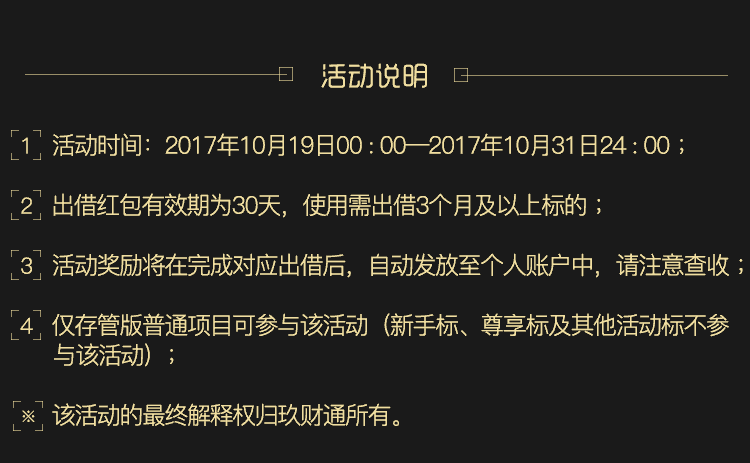 活动说明
1 活动时间：2017年10月19日00:00—2017年10月31日24:00；
2 出借红包有效期为30天，使用需出借3个月及以上标的；
3 活动奖励将在完成对应出借后，自动发放至个人账户中，请注意查收；
4 仅存管版普通项目可参与该活动（新手标、尊享标及其他活动标不参
与该活动）；
※ 该活动的最终解释权归玖财通所有。